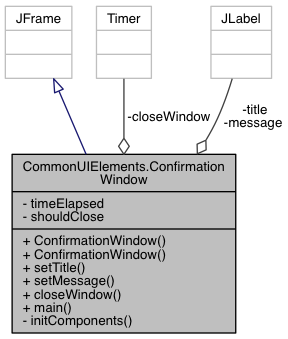 JFrame
Timer
JLabel
-closeWindow
-title
-message
CommonUIElements.Confirmation
Window
- timeElapsed
- shouldClose
+ ConfirmationWindow()
+ ConfirmationWindow()
+ setTitle()
+ setMessage()
+ closeWindow()
+ main()
- initComponents()